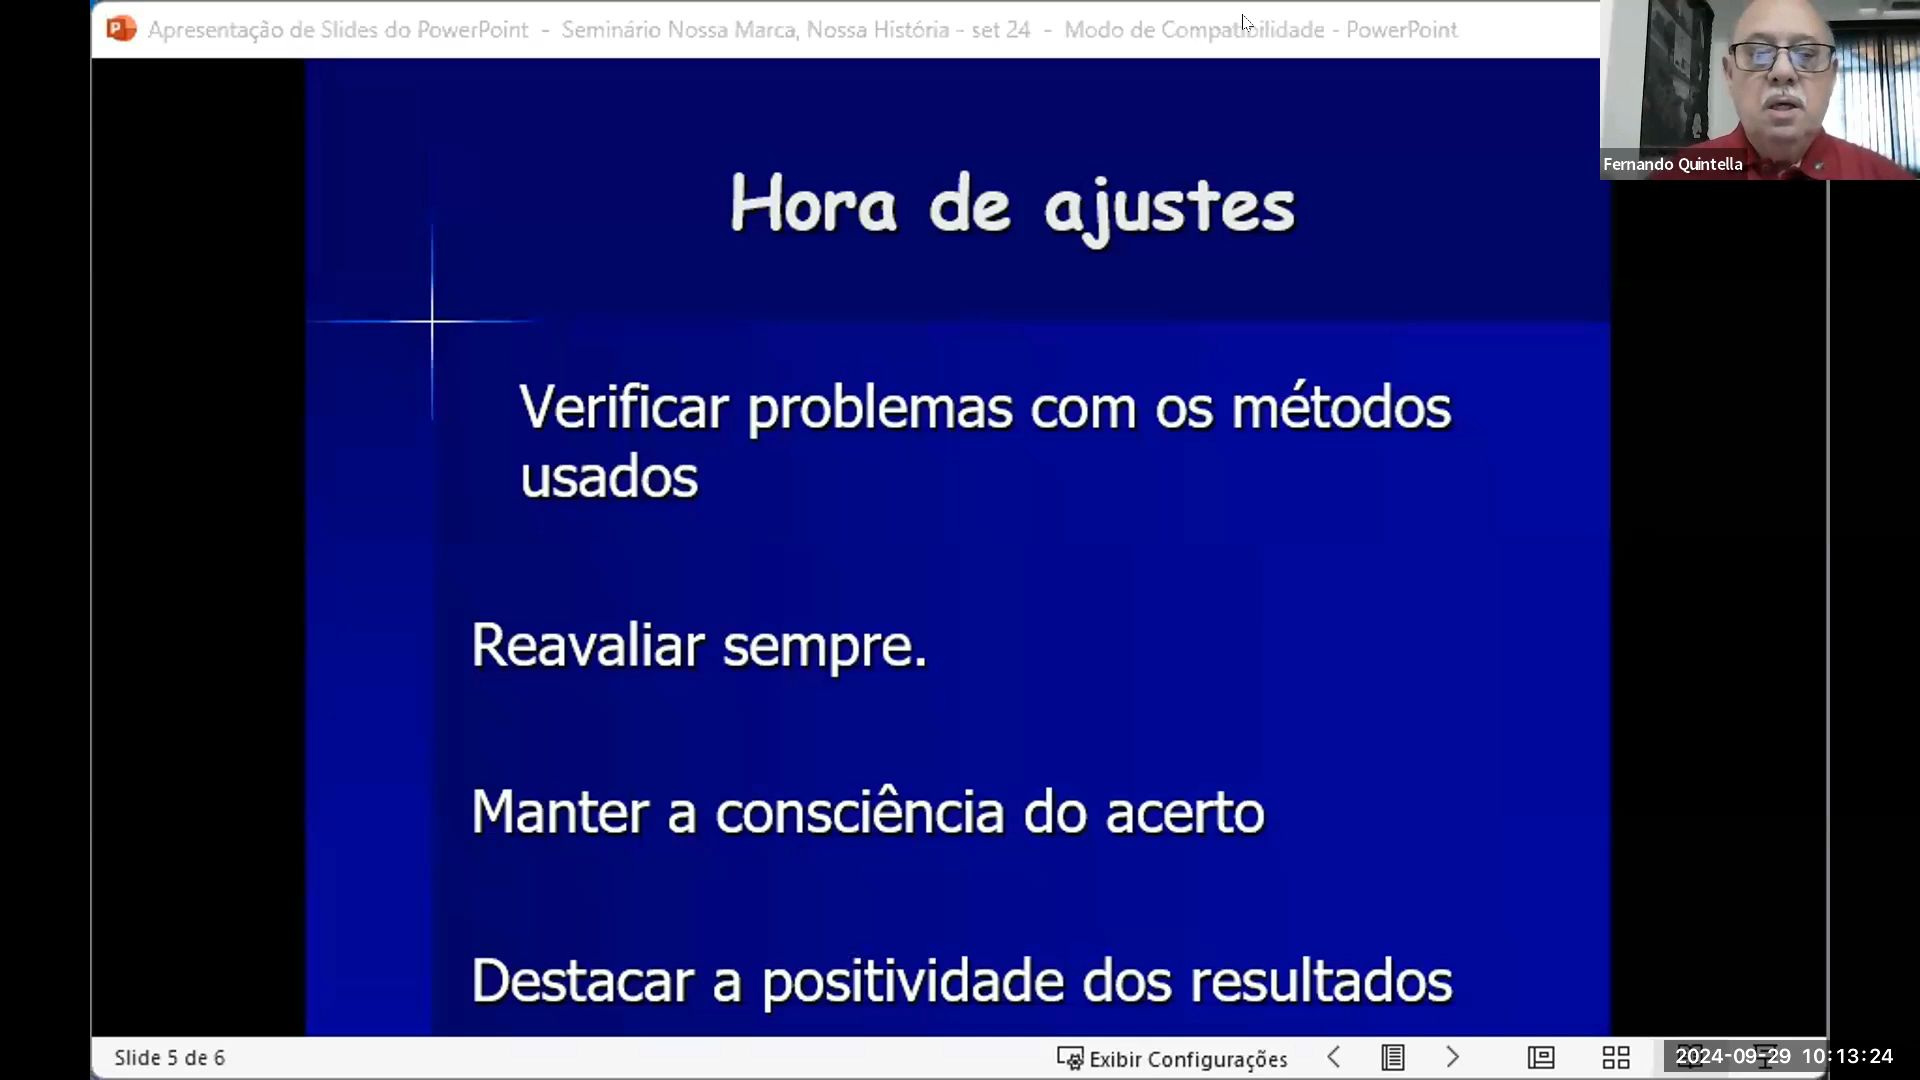 Apresentação de Slides do PowerPoint - Seminário Nossa Marca, Nossa História - set 24 - Modo de Compatibilidade - PowerPoint
Fernando Quintella
Hora de ajustes
Verificar problemas com os métodos
usados
Reavaliar sempre.
Manter a consciência do acerto
Destacar a positividade dos resultados
Slide 5 de 6
Exibir Configurações
2024-09-29 10:13:24